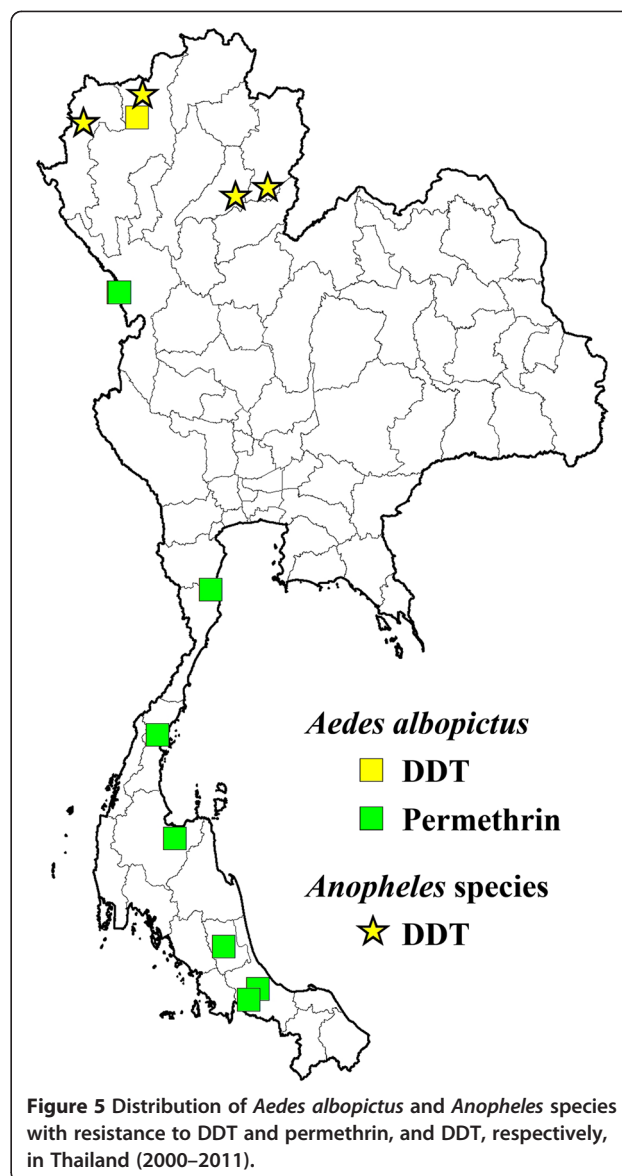 Aedes albopictus
DDT
Permethrin
Anopheles species
DDT
Figure 5 Distribution of Aedes albopictus and Anopheles species
with resistance to DDT and permethrin, and DDT, respectively,
in Thailand (2000–2011).